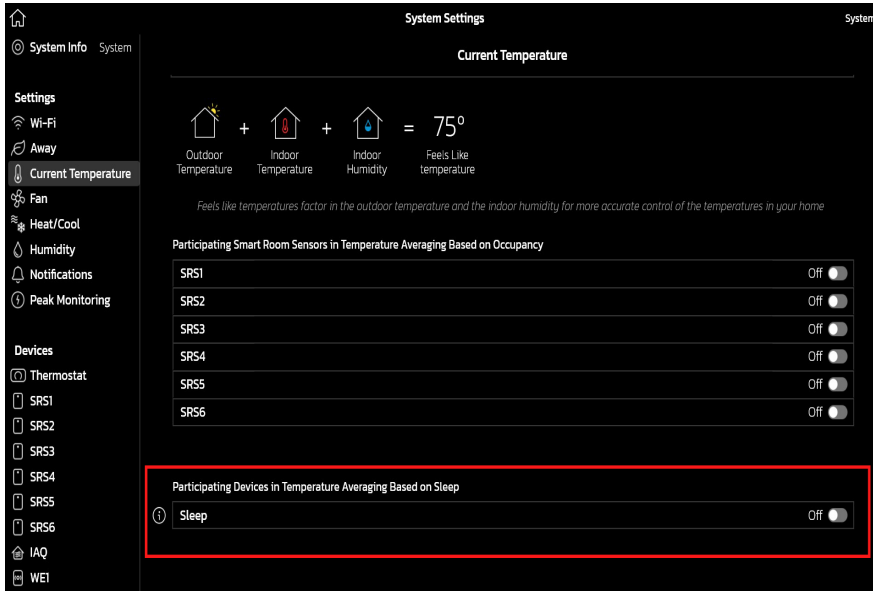 System Settings
System
System Info System
Current Temperature
Settings
Wi-Fi
Away
Current Temperature
Fan
Heat/Cool
Humidity
Notifications
Peak Monitoring
Devices
Thermostat
SRS1
SRS2
SRS3
SRS4
SRS5
SRS6
IAQ
WE1
+ + = 75°
Outdoor Temperature
Indoor Temperature
Indoor Humidity
Feels Like temperature
Feels like temperatures factor in the outdoor temperature and the indoor humidity for more accurate control of the temperatures in your home
Participating Smart Room Sensors in Temperature Averaging Based on Occupancy
SRS1 Off
SRS2 Off
SRS3 Off
SRS4 Off
SRS5 Off
SRS6 Off
Participating Devices in Temperature Averaging Based on Sleep
Sleep Off